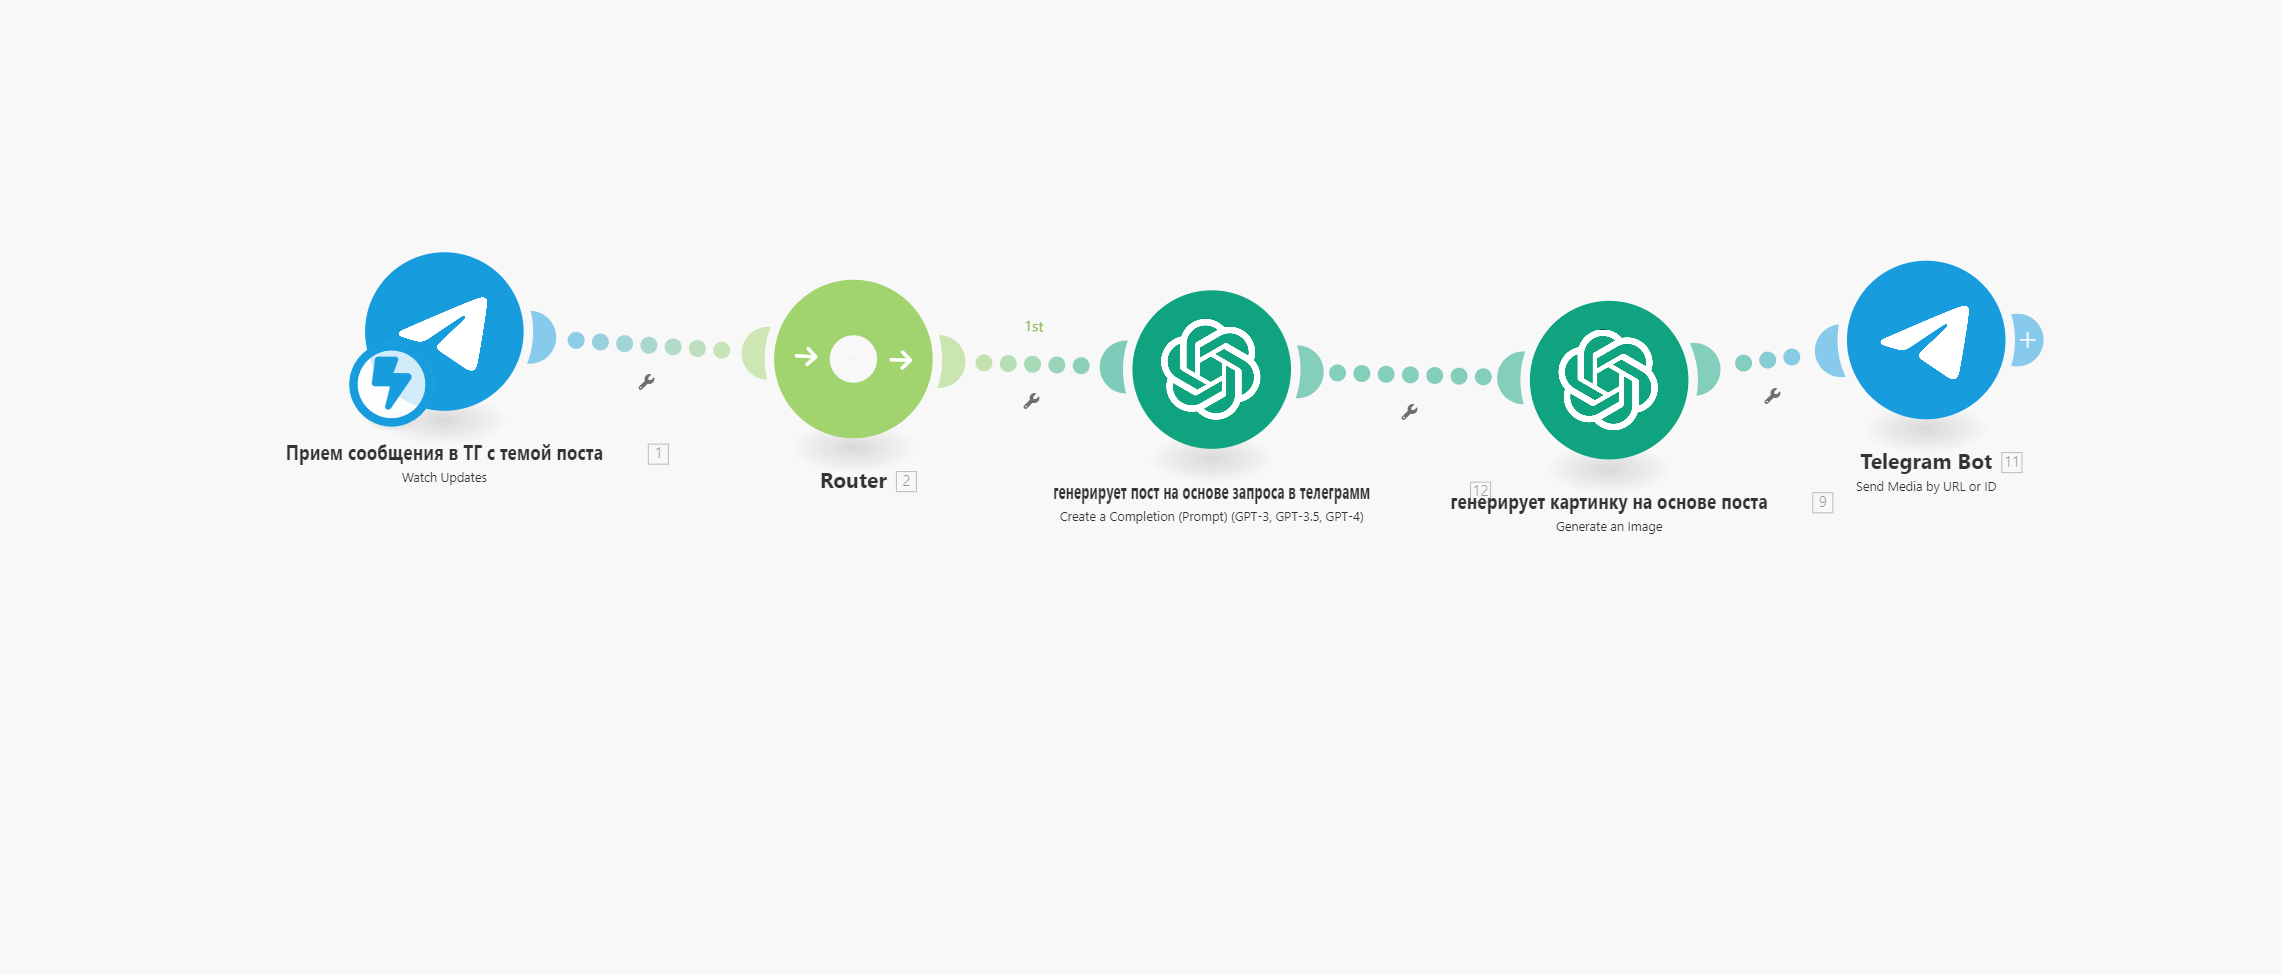 1st
Прием сообщения в ТГ с темой поста 1
Watch Updates
Router 2
генерирует пост на основе запроса в телеграмм 12
Create a Completion (Prompt) (GPT-3, GPT-3.5, GPT-4)
генерирует картинку на основе поста 9
Generate an Image
Telegram Bot 11
Send Media by URL or ID